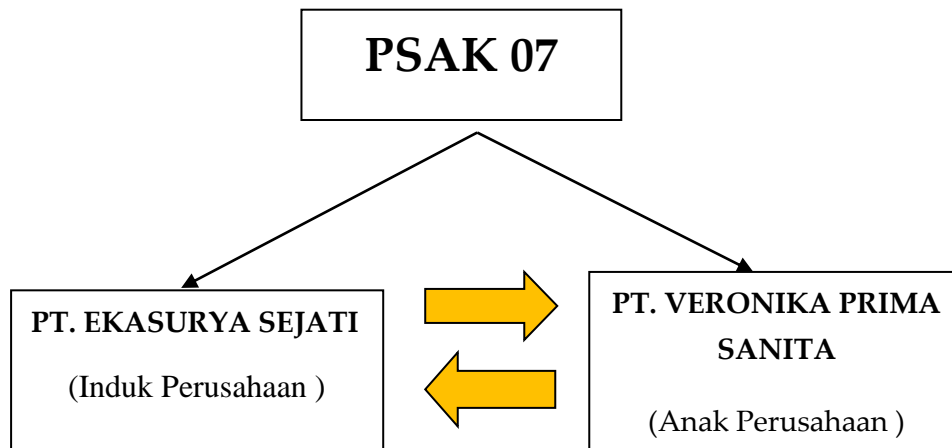 PSAK 07
PT. EKASURYA SEJATI
(Induk Perusahaan )
PT. VERONIKA PRIMA
SANITA
(Anak Perusahaan )